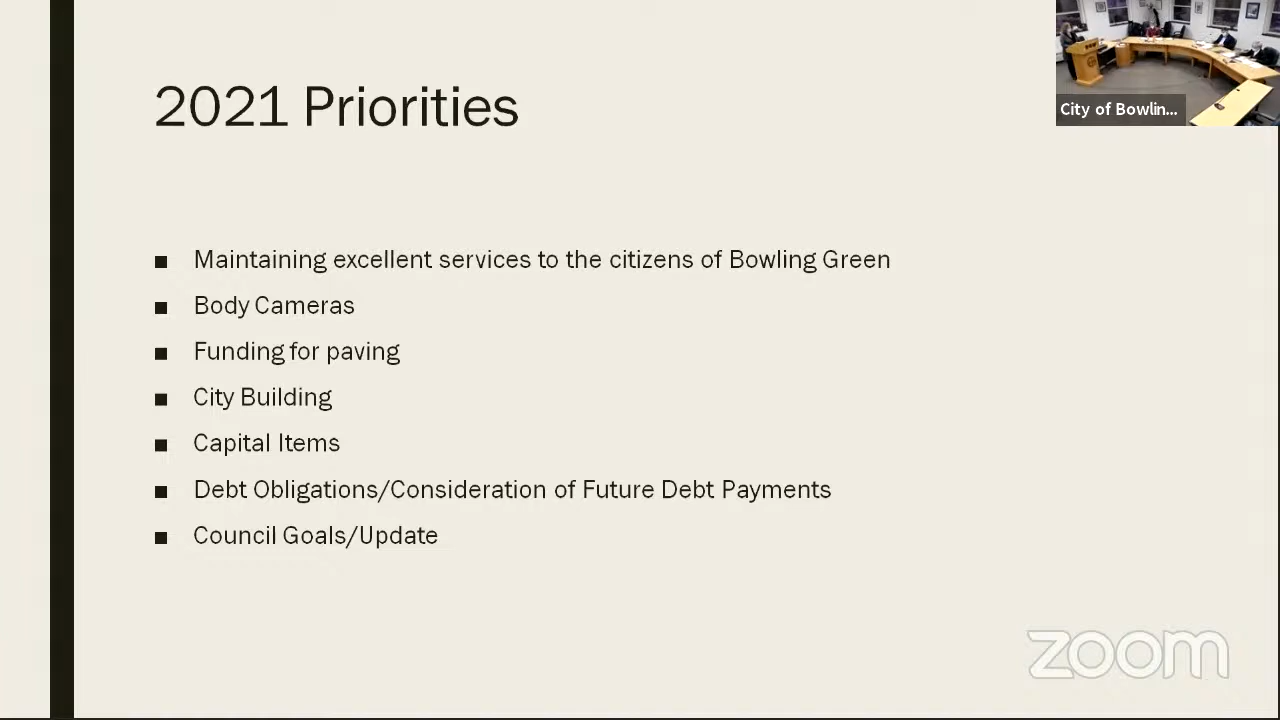 2021 Priorities
City of Bowlin...
■ Maintaining excellent services to the citizens of Bowling Green
■ Body Cameras
■ Funding for paving
■ City Building
■ Capital Items
■ Debt Obligations/Consideration of Future Debt Payments
■ Council Goals/Update
zoom